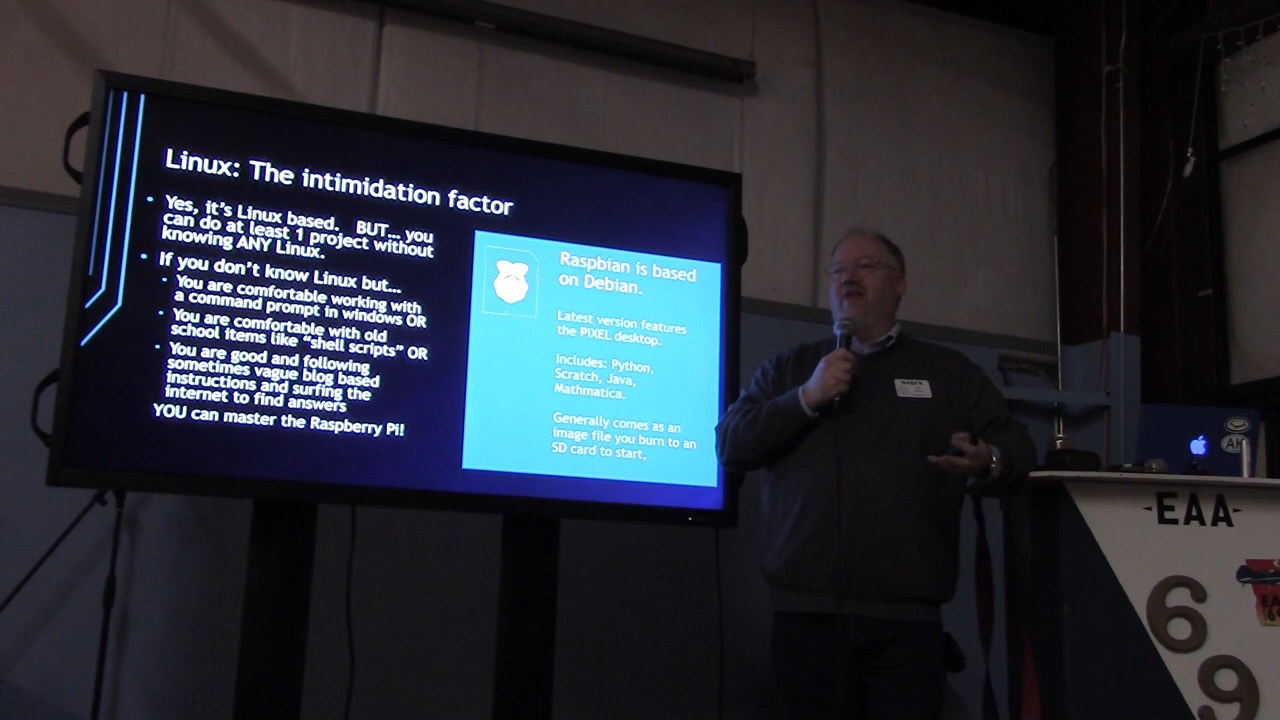 Linux: The intimidation factor
Yes, it's Linux based. BUT... you
can do at least 1 project without
knowing ANY Linux.
If you don't know Linux but...
You are comfortable working with
a command prompt in windows OR
You are comfortable with old
school items like "shell scripts" OR
You are good and following
sometimes vague blog based
instructions and surfing the
internet to find answers
YOU can master the Raspberry Pi!
Raspbian is based
on Debian.
Latest version features
the PIXEL desktop.
Includes: Python,
Scratch, Java,
Mathmatica.
Generally comes as an
image file you burn to an
SD card to start,
AK
-EAA-
69